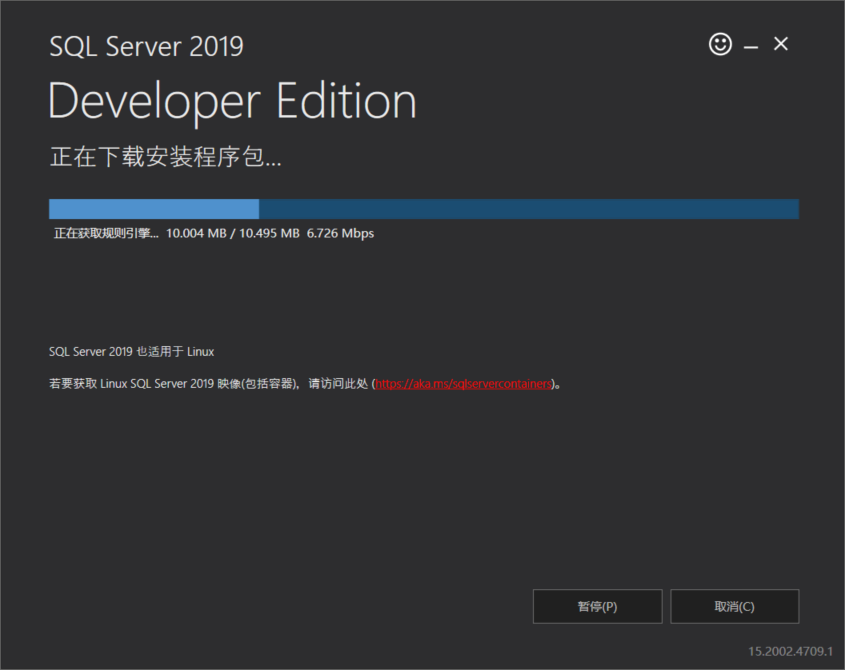 SQL Server 2019
Developer Edition
正在下载安装程序包...
正在获取规则引擎... 10.004 MB / 10.495 MB 6.726 Mbps
SQL Server 2019 也适用于 Linux
若要获取 Linux SQL Server 2019 映像(包括容器)，请访问此处 (https://aka.ms/sqlservercontainers)。
暂停(P) 取消(C)
15.2002.4709.1